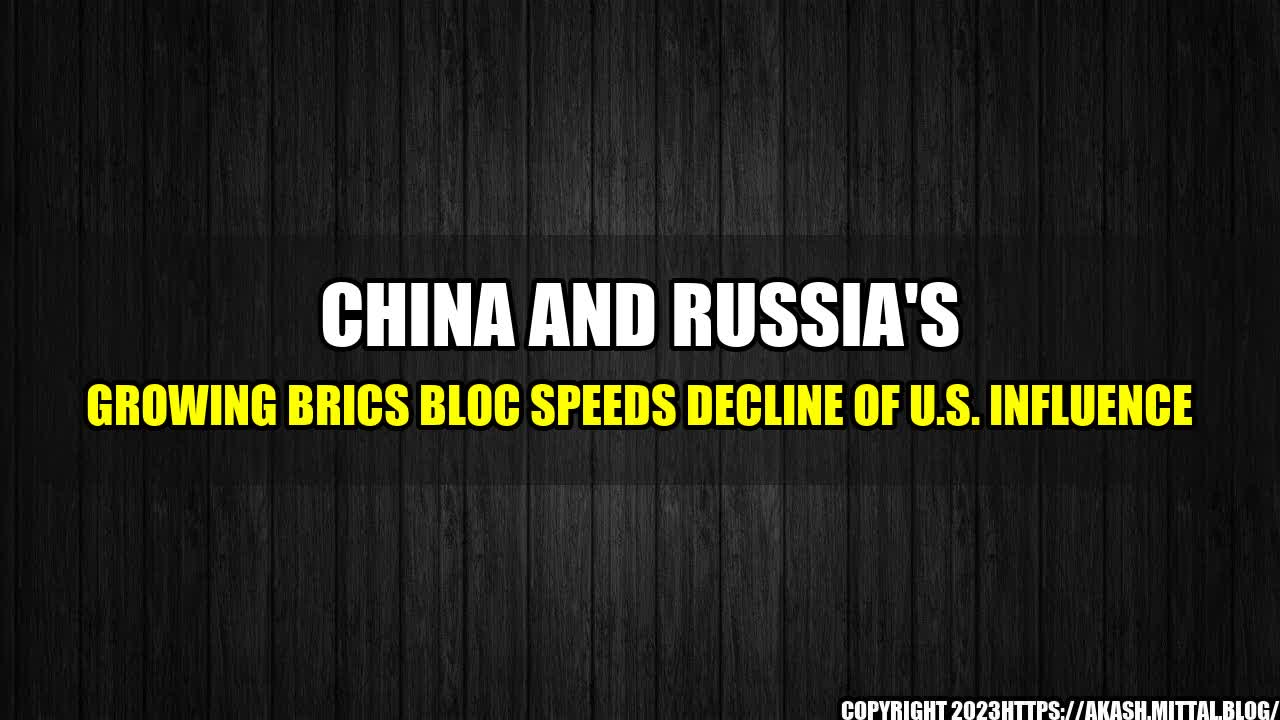 CHINA AND RUSSIA'S
GROWING BRICS BLOC SPEEDS DECLINE OF U.S. INFLUENCE
COPYRIGHT 2023HTTPS://AKASH.MITTAL.BLOG/